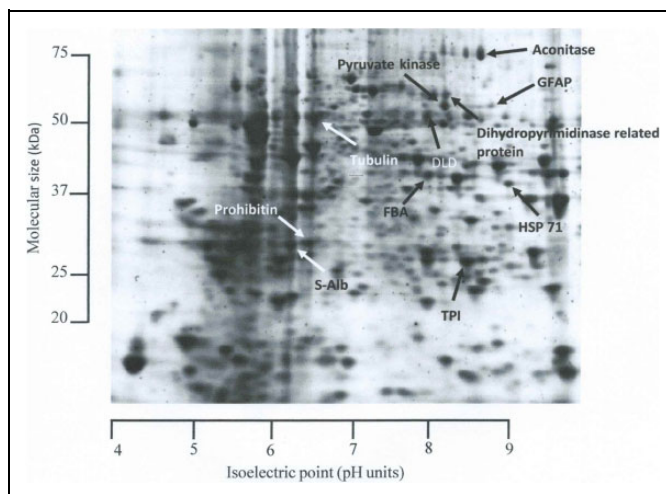 75
Aconitase
Pyruvate kinase
GFAP
50
Dihydropyrimidinase related
protein
Tubulin
DLD
Molecular size (kDa)
37
Prohibitin
FBA
HSP 71
25
S-Alb
TPI
20
4 5 6 7 8 9
Isoelectric point (pH units)